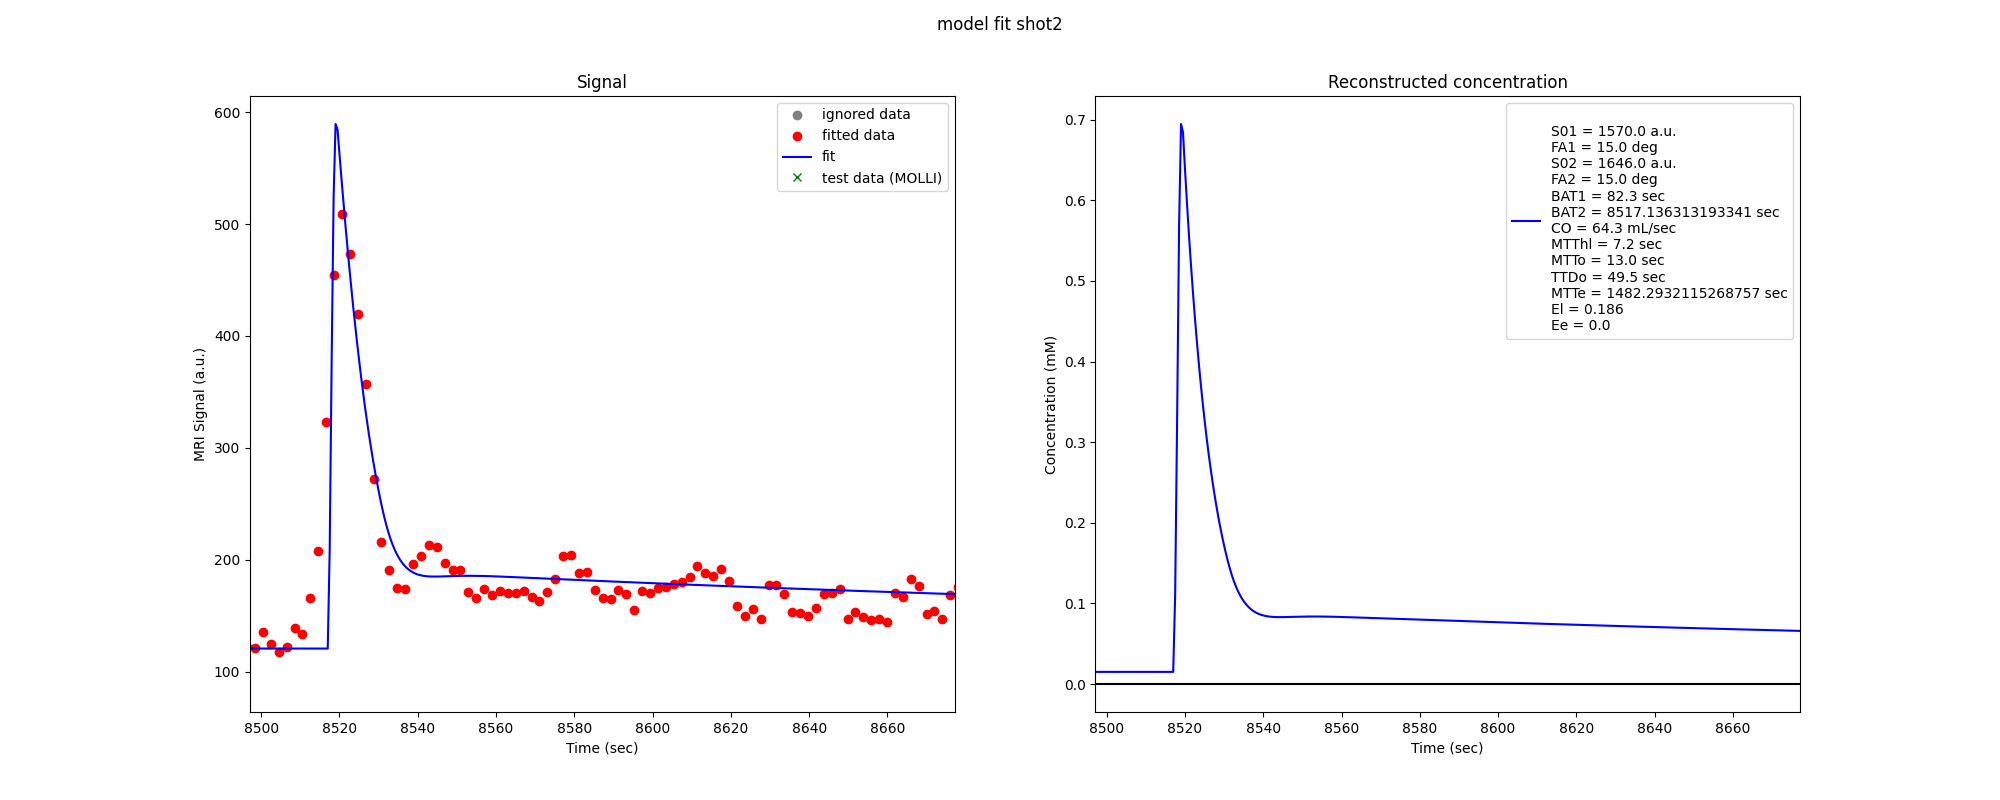 model fit shot2
Signal
600
500
400
300
200
100
MRI Signal (a.u.)
ignored data
fitted data
fit
test data (MOLLI)
8500 8520 8540 8560 8580 8600 8620 8640 8660
Time (sec)
Reconstructed concentration
0.7
0.6
0.5
0.4
0.3
0.2
0.1
0.0
Concentration (mM)
S01 = 1570.0 a.u.
FA1 = 15.0 deg
S02 = 1646.0 a.u.
FA2 = 15.0 deg
BAT1 = 82.3 sec
BAT2 = 8517.136313193341 sec
CO = 64.3 mL/sec
MTThl = 7.2 sec
MTTo = 13.0 sec
TTDo = 49.5 sec
MTTe = 1482.2932115268757 sec
El = 0.186
Ee = 0.0
8500 8520 8540 8560 8580 8600 8620 8640 8660
Time (sec)